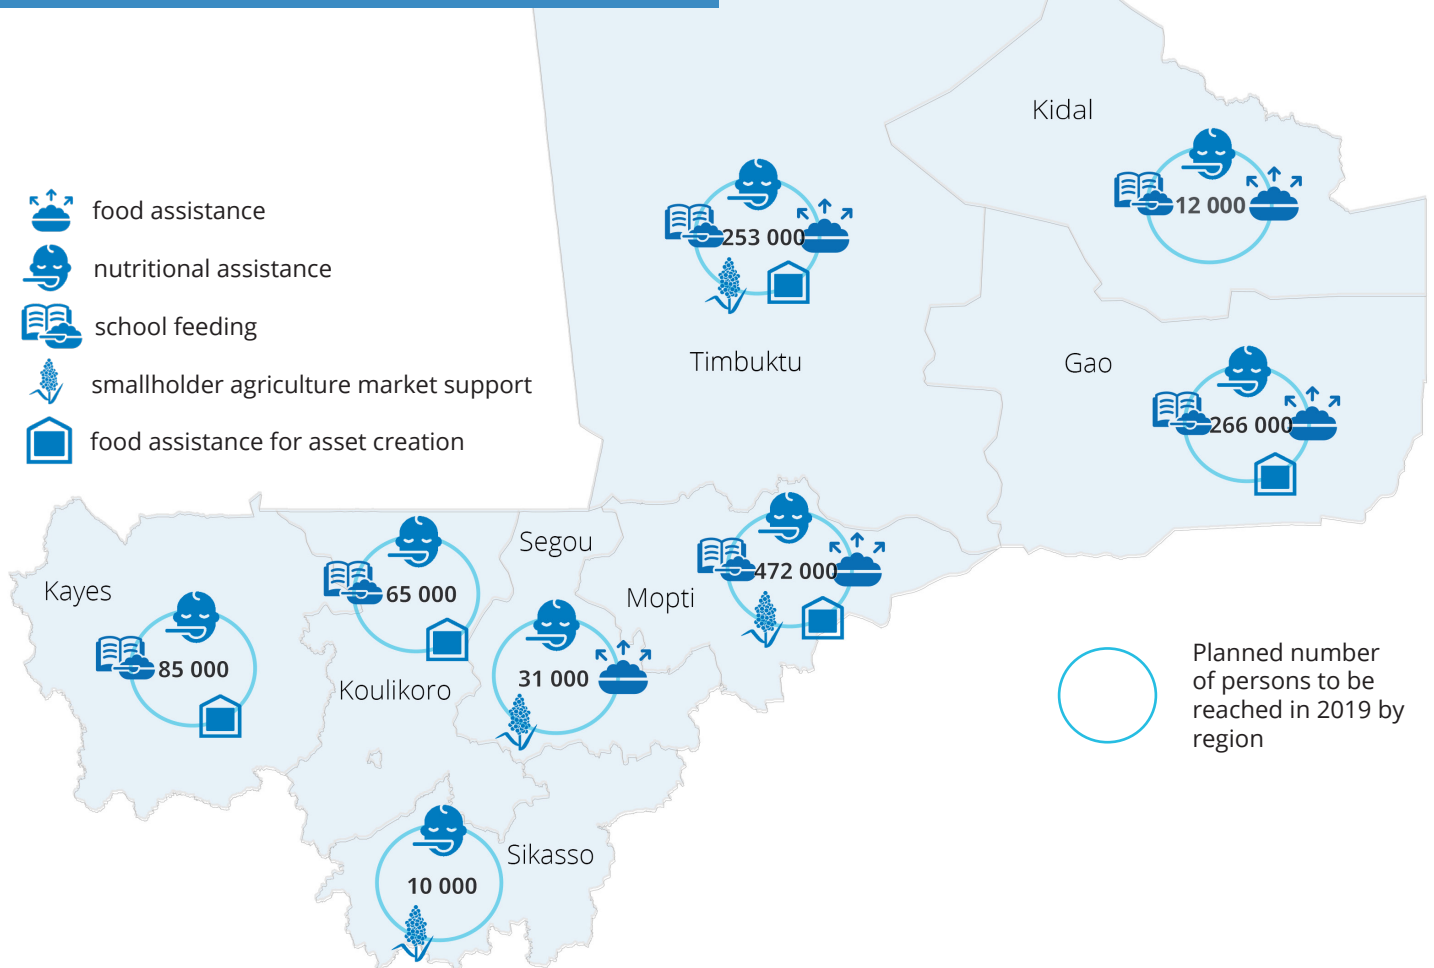 Kidal
12 000
253 000
Timbuktu
Gao
266 000
food assistance
nutritional assistance
school feeding
smallholder agriculture market support
food assistance for asset creation
Segou
472 000
Mopti
Kayes
65 000
85 000
31 000
Koulikoro
10 000
Sikasso
Planned number
of persons to be
reached in 2019 by
region